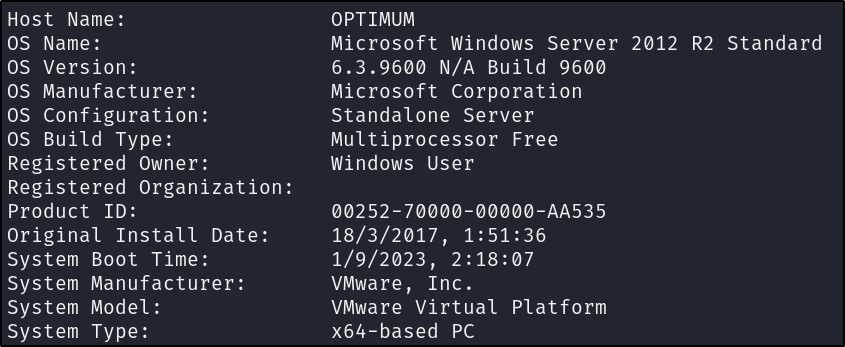 Host Name: OPTIMUM
OS Name: Microsoft Windows Server 2012 R2 Standard
OS Version: 6.3.9600 N/A Build 9600
OS Manufacturer: Microsoft Corporation
OS Configuration: Standalone Server
OS Build Type: Multiprocessor Free
Registered Owner: Windows User
Registered Organization:
Product ID: 00252-70000-00000-AA535
Original Install Date: 18/3/2017, 1:51:36
System Boot Time: 1/9/2023, 2:18:07
System Manufacturer: VMware, Inc.
System Model: VMware Virtual Platform
System Type: x64-based PC